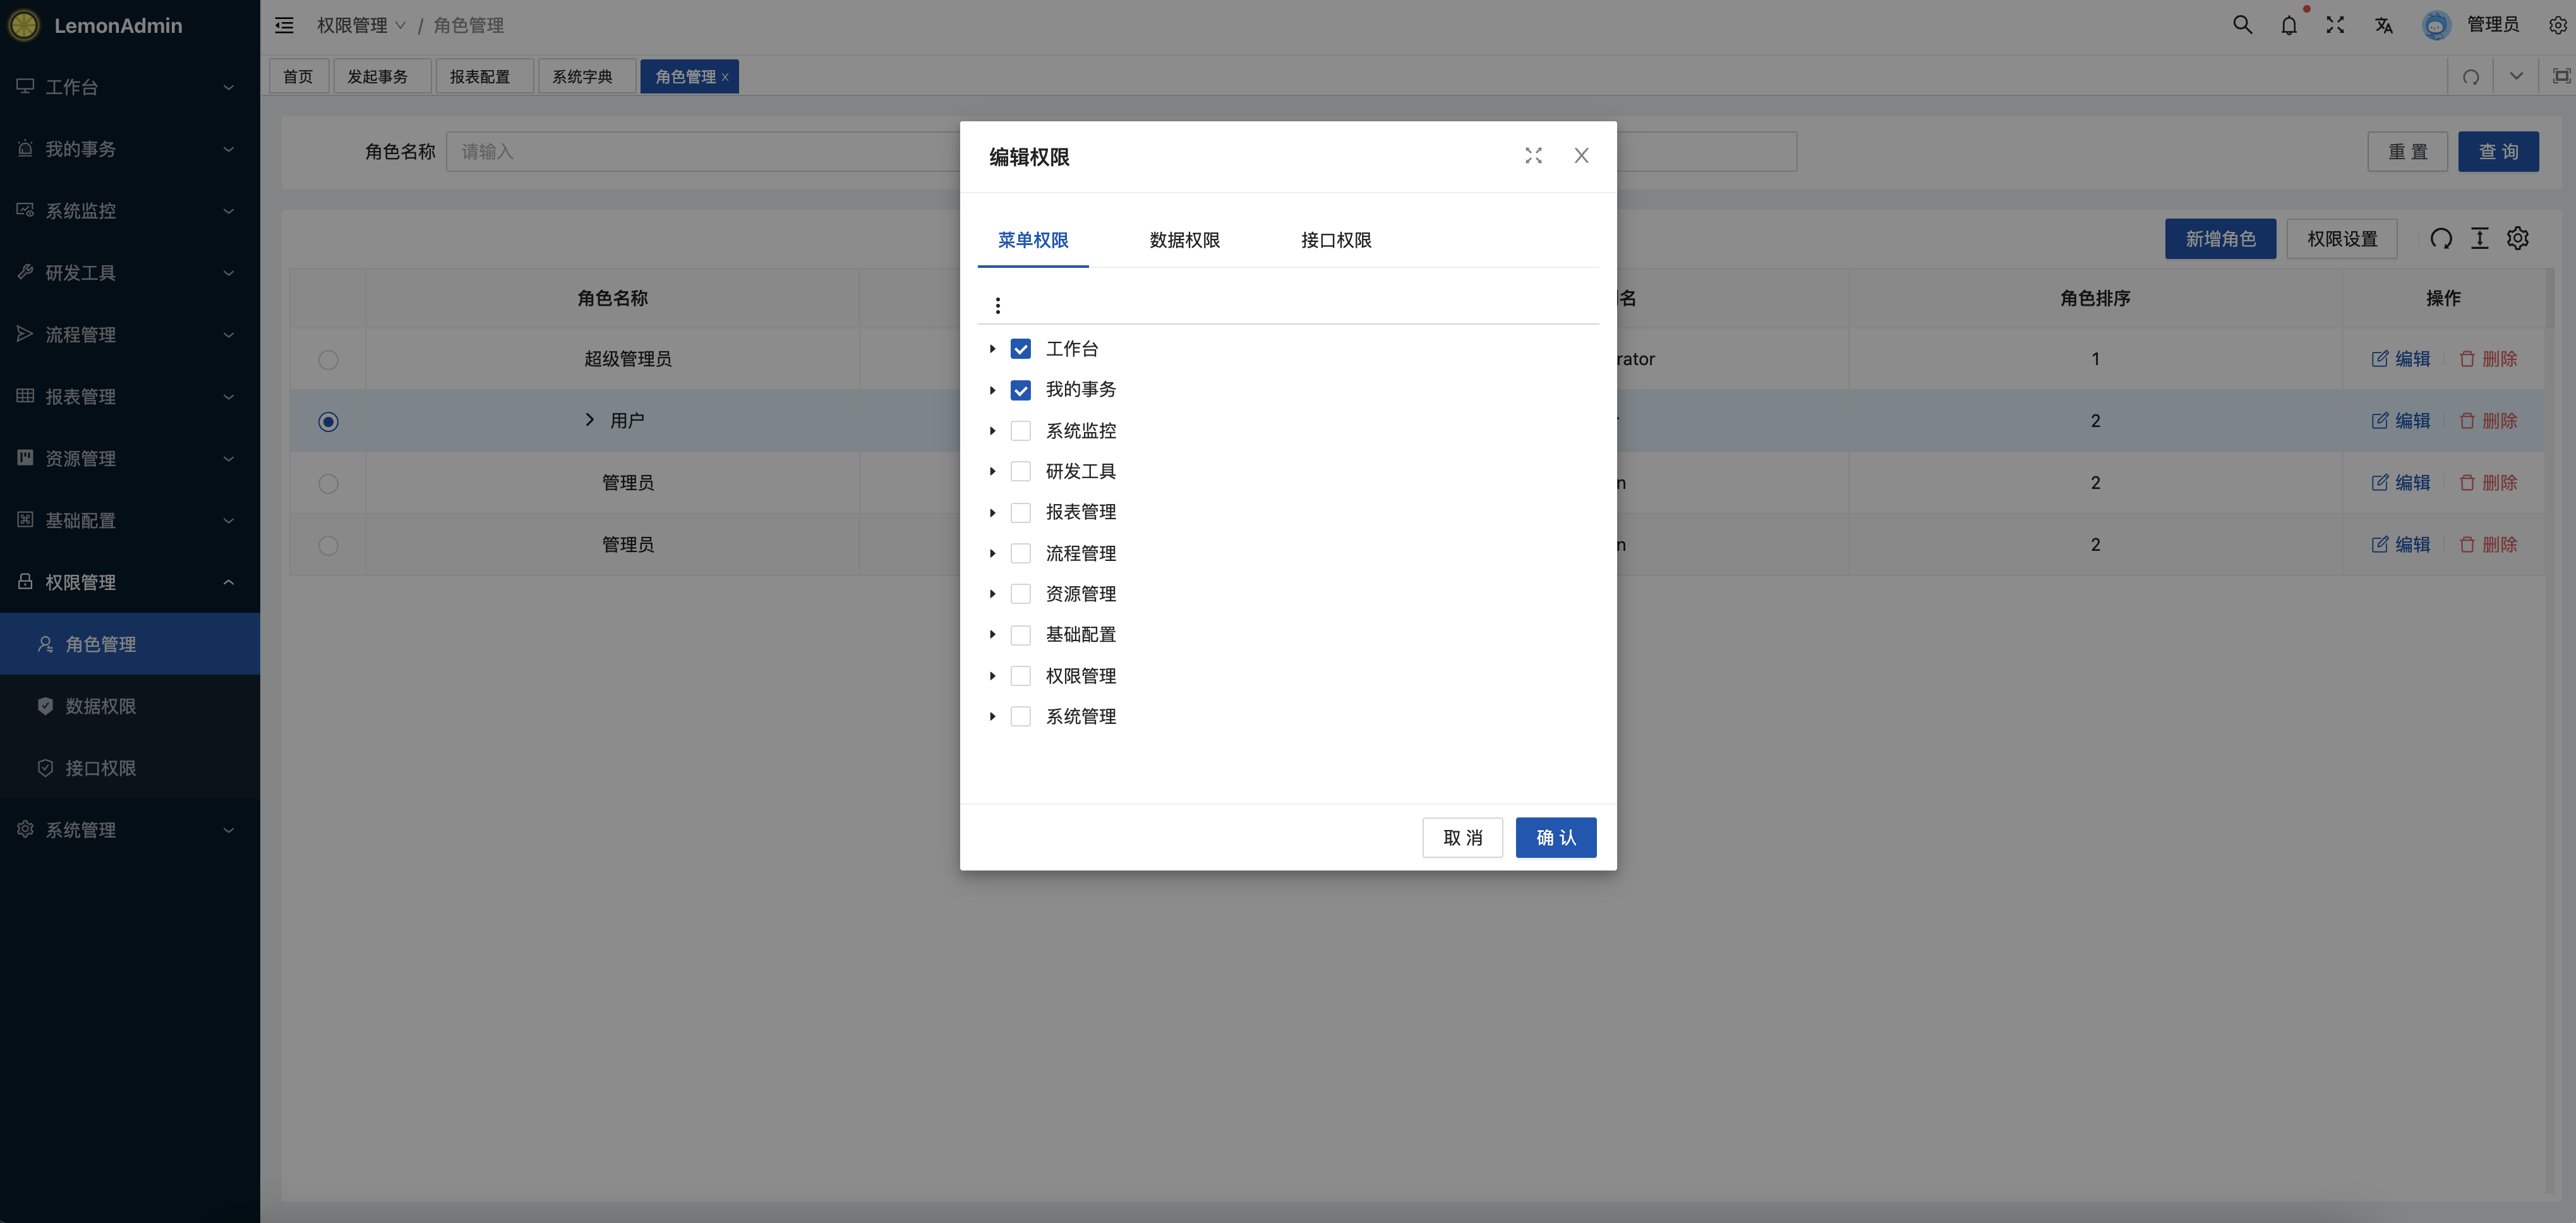 LemonAdmin
权限管理 / 角色管理
管理员
首页 发起事务 报表配置 系统字典 角色管理 x
工作台
我的事务
系统监控
研发工具
流程管理
报表管理
资源管理
基础配置
权限管理
角色管理
数据权限
接口权限
系统管理
角色名称 请输入
重置 查询
新增角色 权限设置
角色名称 名 角色排序 操作
超级管理员 rator 1 编辑 删除
用户 2 编辑 删除
管理员 n 2 编辑 删除
管理员 n 2 编辑 删除
编辑权限
菜单权限 数据权限 接口权限
工作台
我的事务
系统监控
研发工具
报表管理
流程管理
资源管理
基础配置
权限管理
系统管理
取消 确认